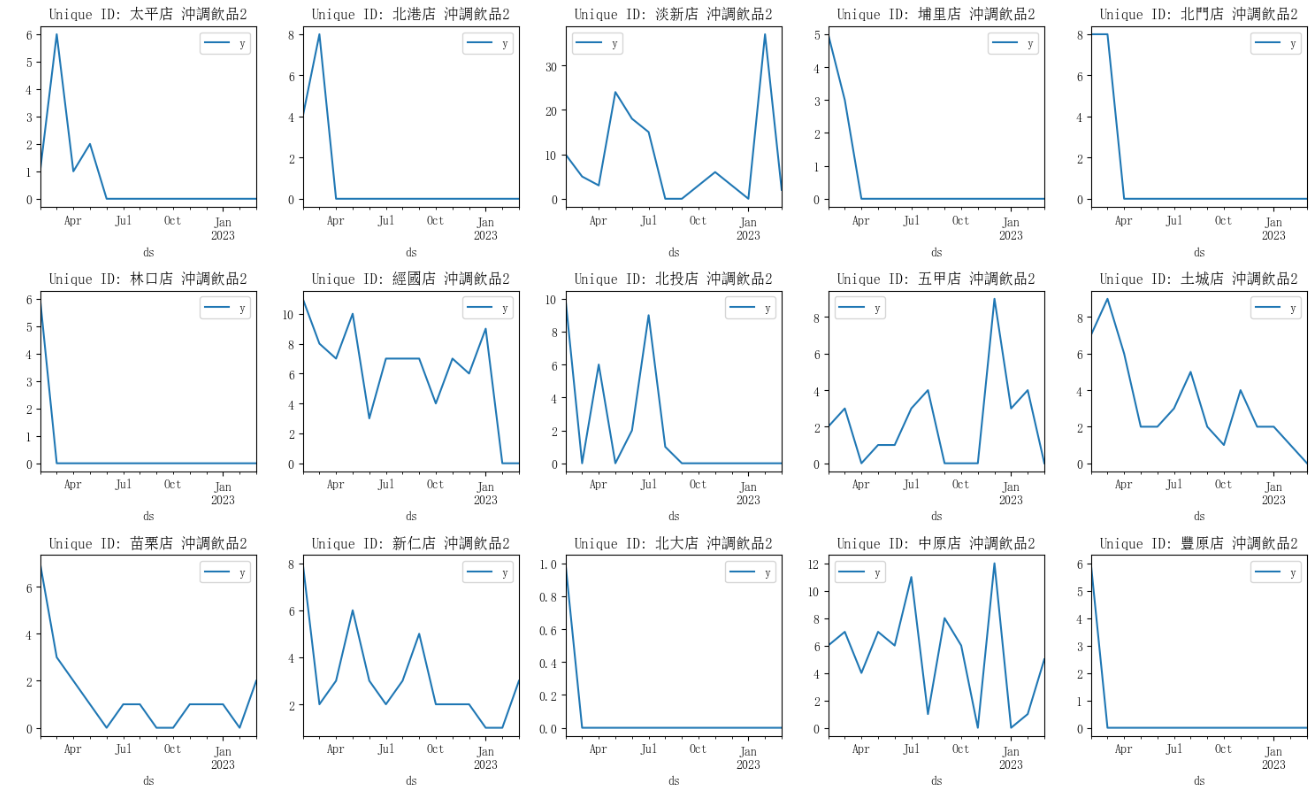 Unique ID: 太平店 沖調飲品2
y
6
5
4
3
2
1
0
Apr
Jul
Oct
Jan
2023
ds
Unique ID: 北港店 沖調飲品2
y
8
6
4
2
0
Apr
Jul
Oct
Jan
2023
ds
Unique ID: 淡新店 沖調飲品2
y
30
20
10
0
Apr
Jul
Oct
Jan
2023
ds
Unique ID: 埔里店 沖調飲品2
y
5
4
3
2
1
0
Apr
Jul
Oct
Jan
2023
ds
Unique ID: 北門店 沖調飲品2
y
8
6
4
2
0
Apr
Jul
Oct
Jan
2023
ds
Unique ID: 林口店 沖調飲品2
y
6
5
4
3
2
1
0
Apr
Jul
Oct
Jan
2023
ds
Unique ID: 經國店 沖調飲品2
y
10
8
6
4
2
0
Apr
Jul
Oct
Jan
2023
ds
Unique ID: 北投店 沖調飲品2
y
10
8
6
4
2
0
Apr
Jul
Oct
Jan
2023
ds
Unique ID: 五甲店 沖調飲品2
y
8
6
4
2
0
Apr
Jul
Oct
Jan
2023
ds
Unique ID: 土城店 沖調飲品2
y
8
6
4
2
0
Apr
Jul
Oct
Jan
2023
ds
Unique ID: 苗栗店 沖調飲品2
y
6
4
2
0
Apr
Jul
Oct
Jan
2023
ds
Unique ID: 新仁店 沖調飲品2
y
8
6
4
2
Apr
Jul
Oct
Jan
2023
ds
Unique ID: 北大店 沖調飲品2
y
1.0
0.8
0.6
0.4
0.2
0.0
Apr
Jul
Oct
Jan
2023
ds
Unique ID: 中原店 沖調飲品2
y
12
10
8
6
4
2
0
Apr
Jul
Oct
Jan
2023
ds
Unique ID: 豐原店 沖調飲品2
y
6
5
4
3
2
1
0
Apr
Jul
Oct
Jan
2023
ds